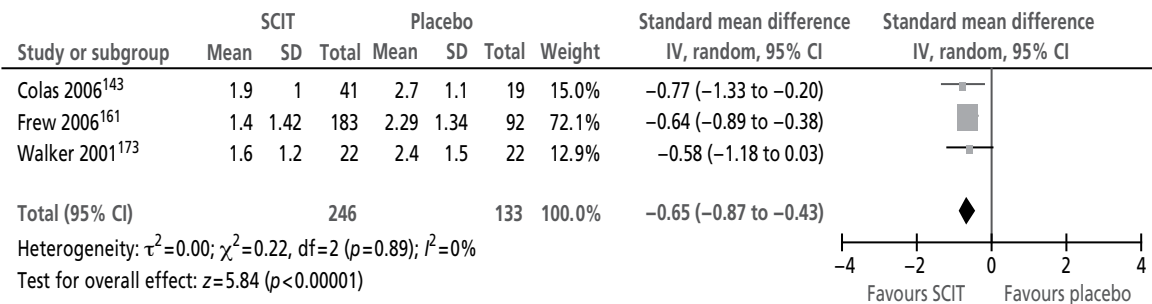 SCIT Placebo Standard mean difference Standard mean difference
Study or subgroup Mean SD Total Mean SD Total Weight IV, random, 95% CI IV, random, 95% CI
Colas 2006¹⁴³ 1.9 1 41 2.7 1.1 19 15.0% −0.77 (−1.33 to −0.20)
Frew 2006¹⁶¹ 1.4 1.42 183 2.29 1.34 92 72.1% −0.64 (−0.89 to −0.38)
Walker 2001¹⁷³ 1.6 1.2 22 2.4 1.5 22 12.9% −0.58 (−1.18 to 0.03)
Total (95% CI) 246 133 100.0% −0.65 (−0.87 to −0.43)
Heterogeneity: τ²=0.00; χ²=0.22, df=2 (p=0.89); I²=0%
Test for overall effect: z=5.84 (p<0.00001)
−4 −2 0 2 4
Favours SCIT Favours placebo